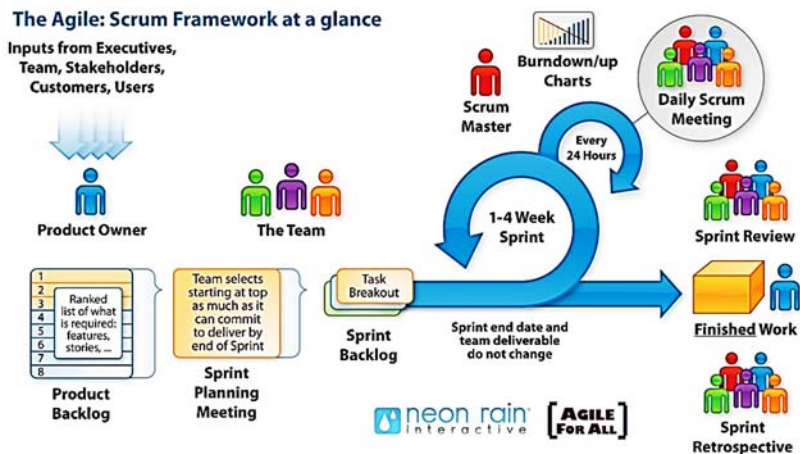 The Agile: Scrum Framework at a glance
Inputs from Executives,
Team, Stakeholders,
Customers, Users
Product Owner
The Team
Scrum
Master
Burndown/up
Charts
Daily Scrum
Meeting
Every
24 Hours
1-4 Week
Sprint
Sprint Review
1
2
3
4
5
6
7
8
Ranked
list of what
is required:
features,
stories, ...
Product
Backlog
Team selects
starting at top
as much as it
can commit
to deliver by
end of Sprint
Sprint
Planning
Meeting
Task
Breakout
Sprint
Backlog
Sprint end date and
team deliverable
do not change
Finished Work
Sprint
Retrospective
neon rain
interactive
AGILE
FOR ALL